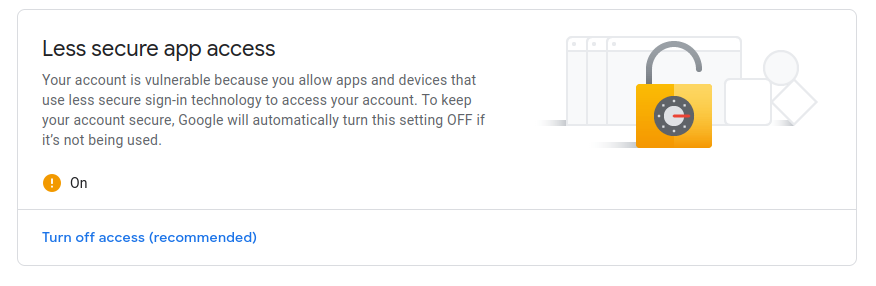 Less secure app access
Your account is vulnerable because you allow apps and devices that
use less secure sign-in technology to access your account. To keep
your account secure, Google will automatically turn this setting OFF if
it's not being used.
On
Turn off access (recommended)